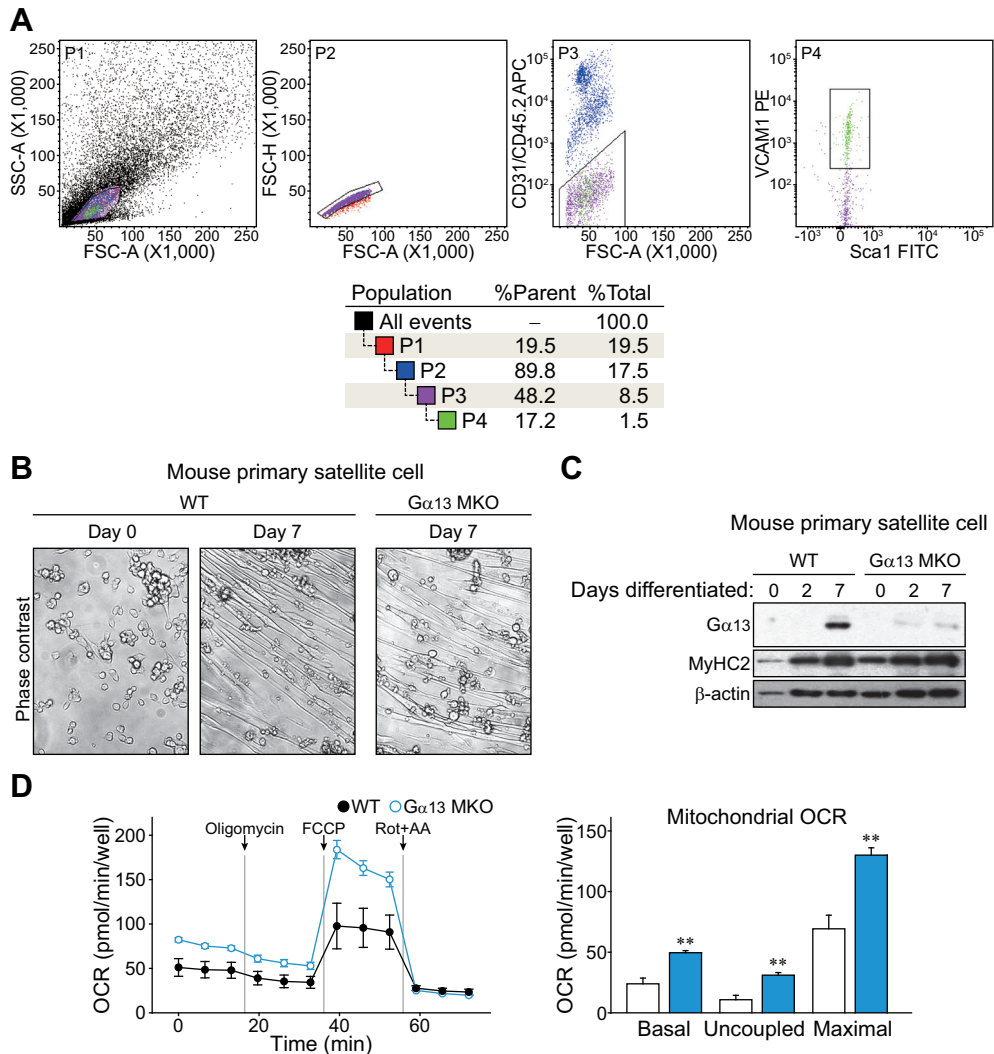 A
P1
SSC-A (X1,000)
250
200
150
100
50
50 100 150 200 250
FSC-A (X1,000)
P2
FSC-H (X1,000)
250
200
150
100
50
50 100 150 200 250
FSC-A (X1,000)
P3
CD31/CD45.2 APC
10⁵
10⁴
10³
10²
50 100 150 200 250
FSC-A (X1,000)
P4
VCAM1 PE
10⁵
10⁴
10³
10²
-10³ 0 10³ 10⁴ 10⁵
Sca1 FITC
Population %Parent %Total
All events – 100.0
P1 19.5 19.5
P2 89.8 17.5
P3 48.2 8.5
P4 17.2 1.5
B
Mouse primary satellite cell
WT Gα13 MKO
Day 0 Day 7 Day 7
Phase contrast
C
Mouse primary satellite cell
WT Gα13 MKO
Days differentiated: 0 2 7 0 2 7
Gα13
MyHC2
β-actin
D
WT Gα13 MKO
Oligomycin FCCP Rot+AA
OCR (pmol/min/well)
200
150
100
50
0
0 20 40 60
Time (min)
Mitochondrial OCR
OCR (pmol/min/well)
150
100
50
0
** ** **
Basal Uncoupled Maximal